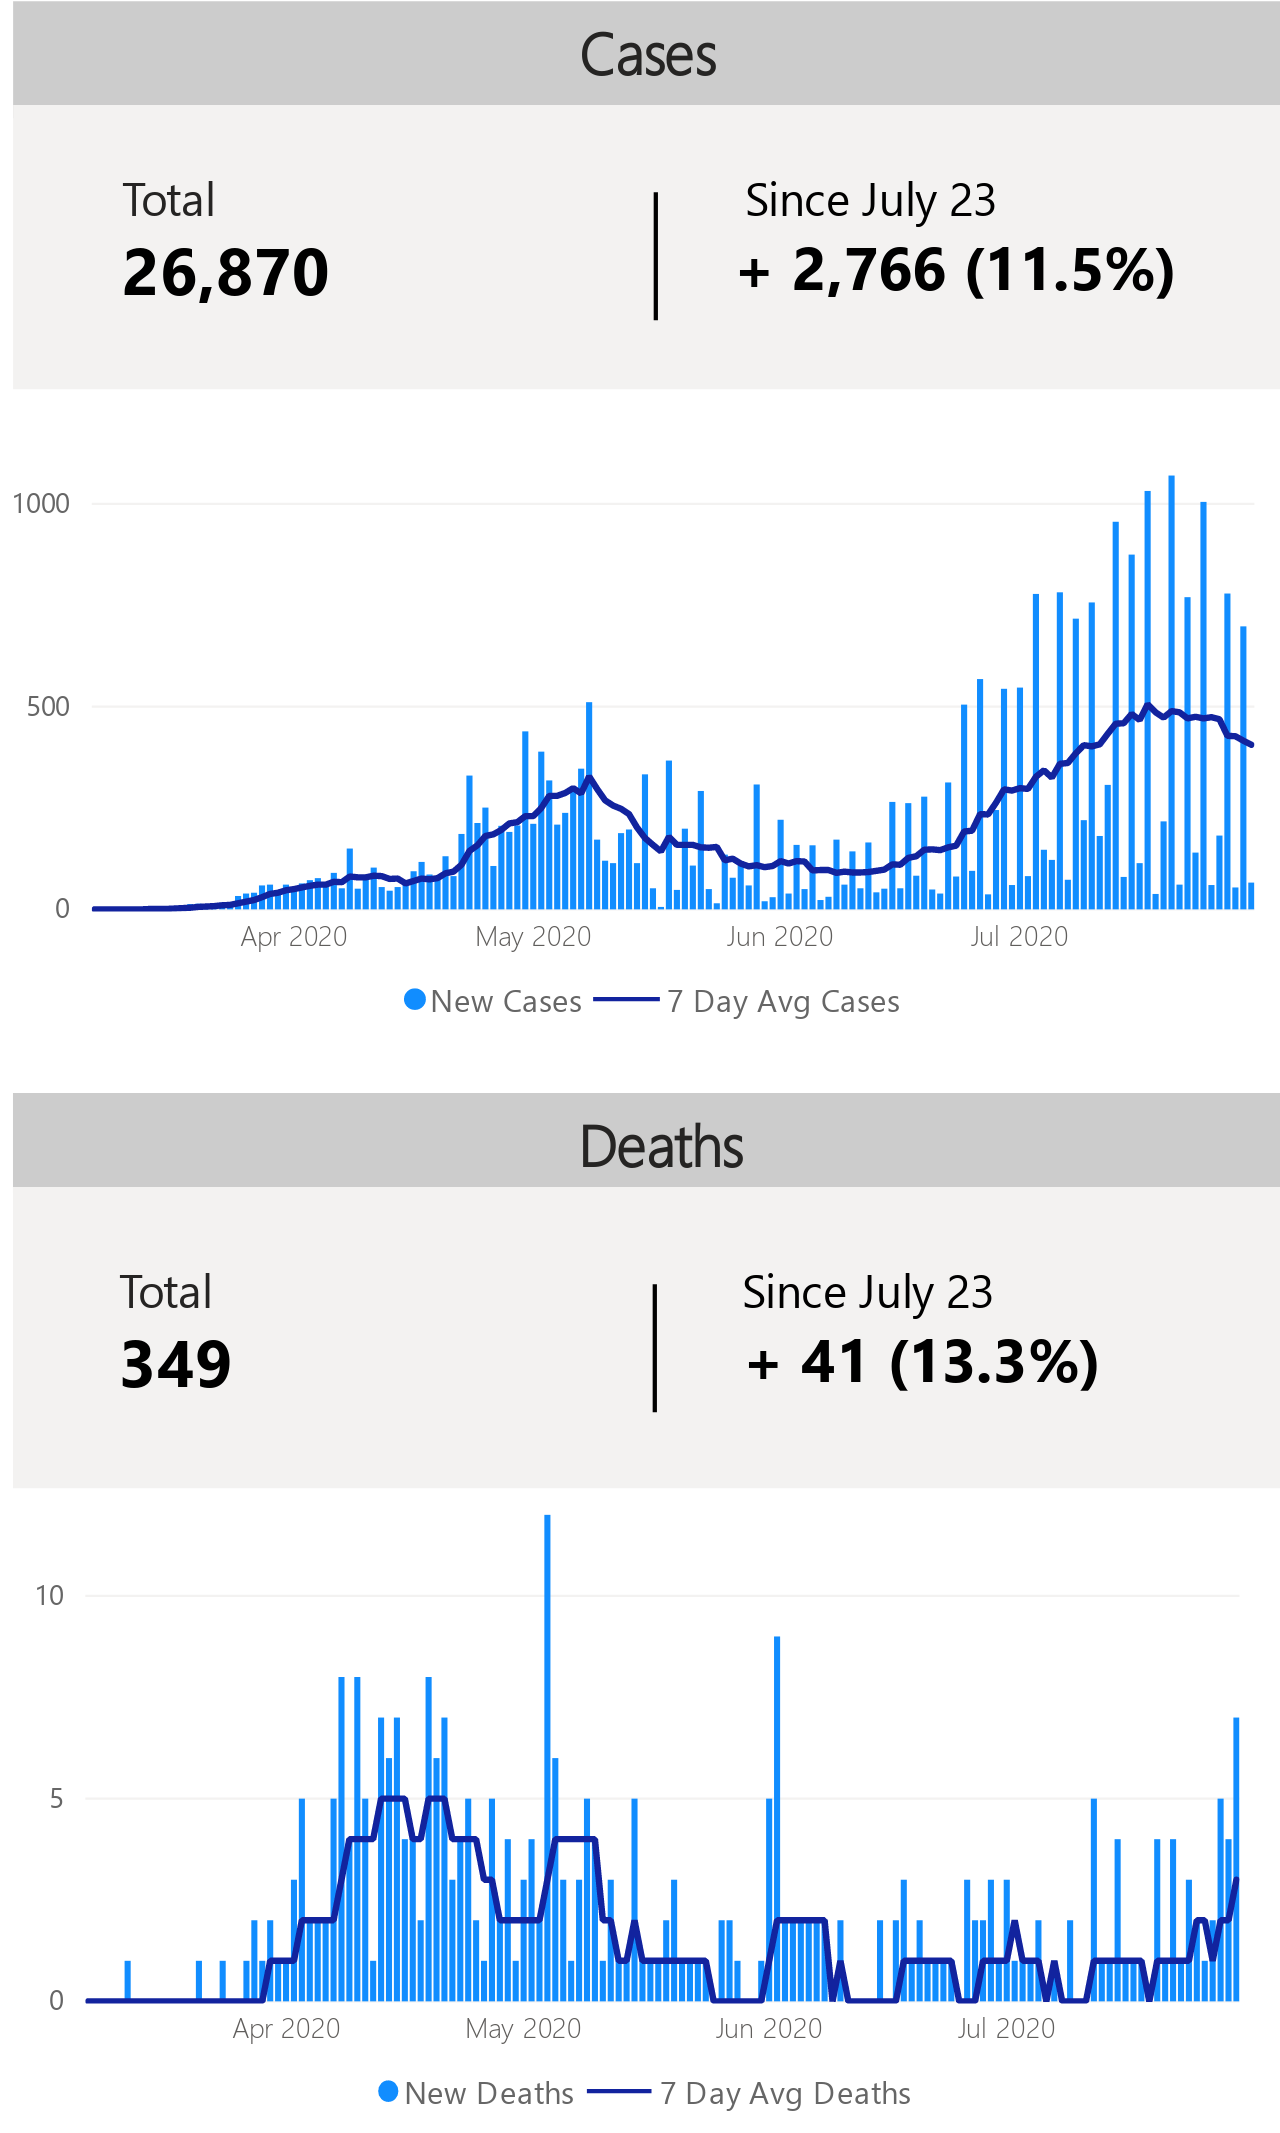 Cases
Total
26,870
Since July 23
+ 2,766 (11.5%)
1000
500
0
Apr 2020 May 2020 Jun 2020 Jul 2020
New Cases 7 Day Avg Cases
Deaths
Total
349
Since July 23
+ 41 (13.3%)
10
5
0
Apr 2020 May 2020 Jun 2020 Jul 2020
New Deaths 7 Day Avg Deaths